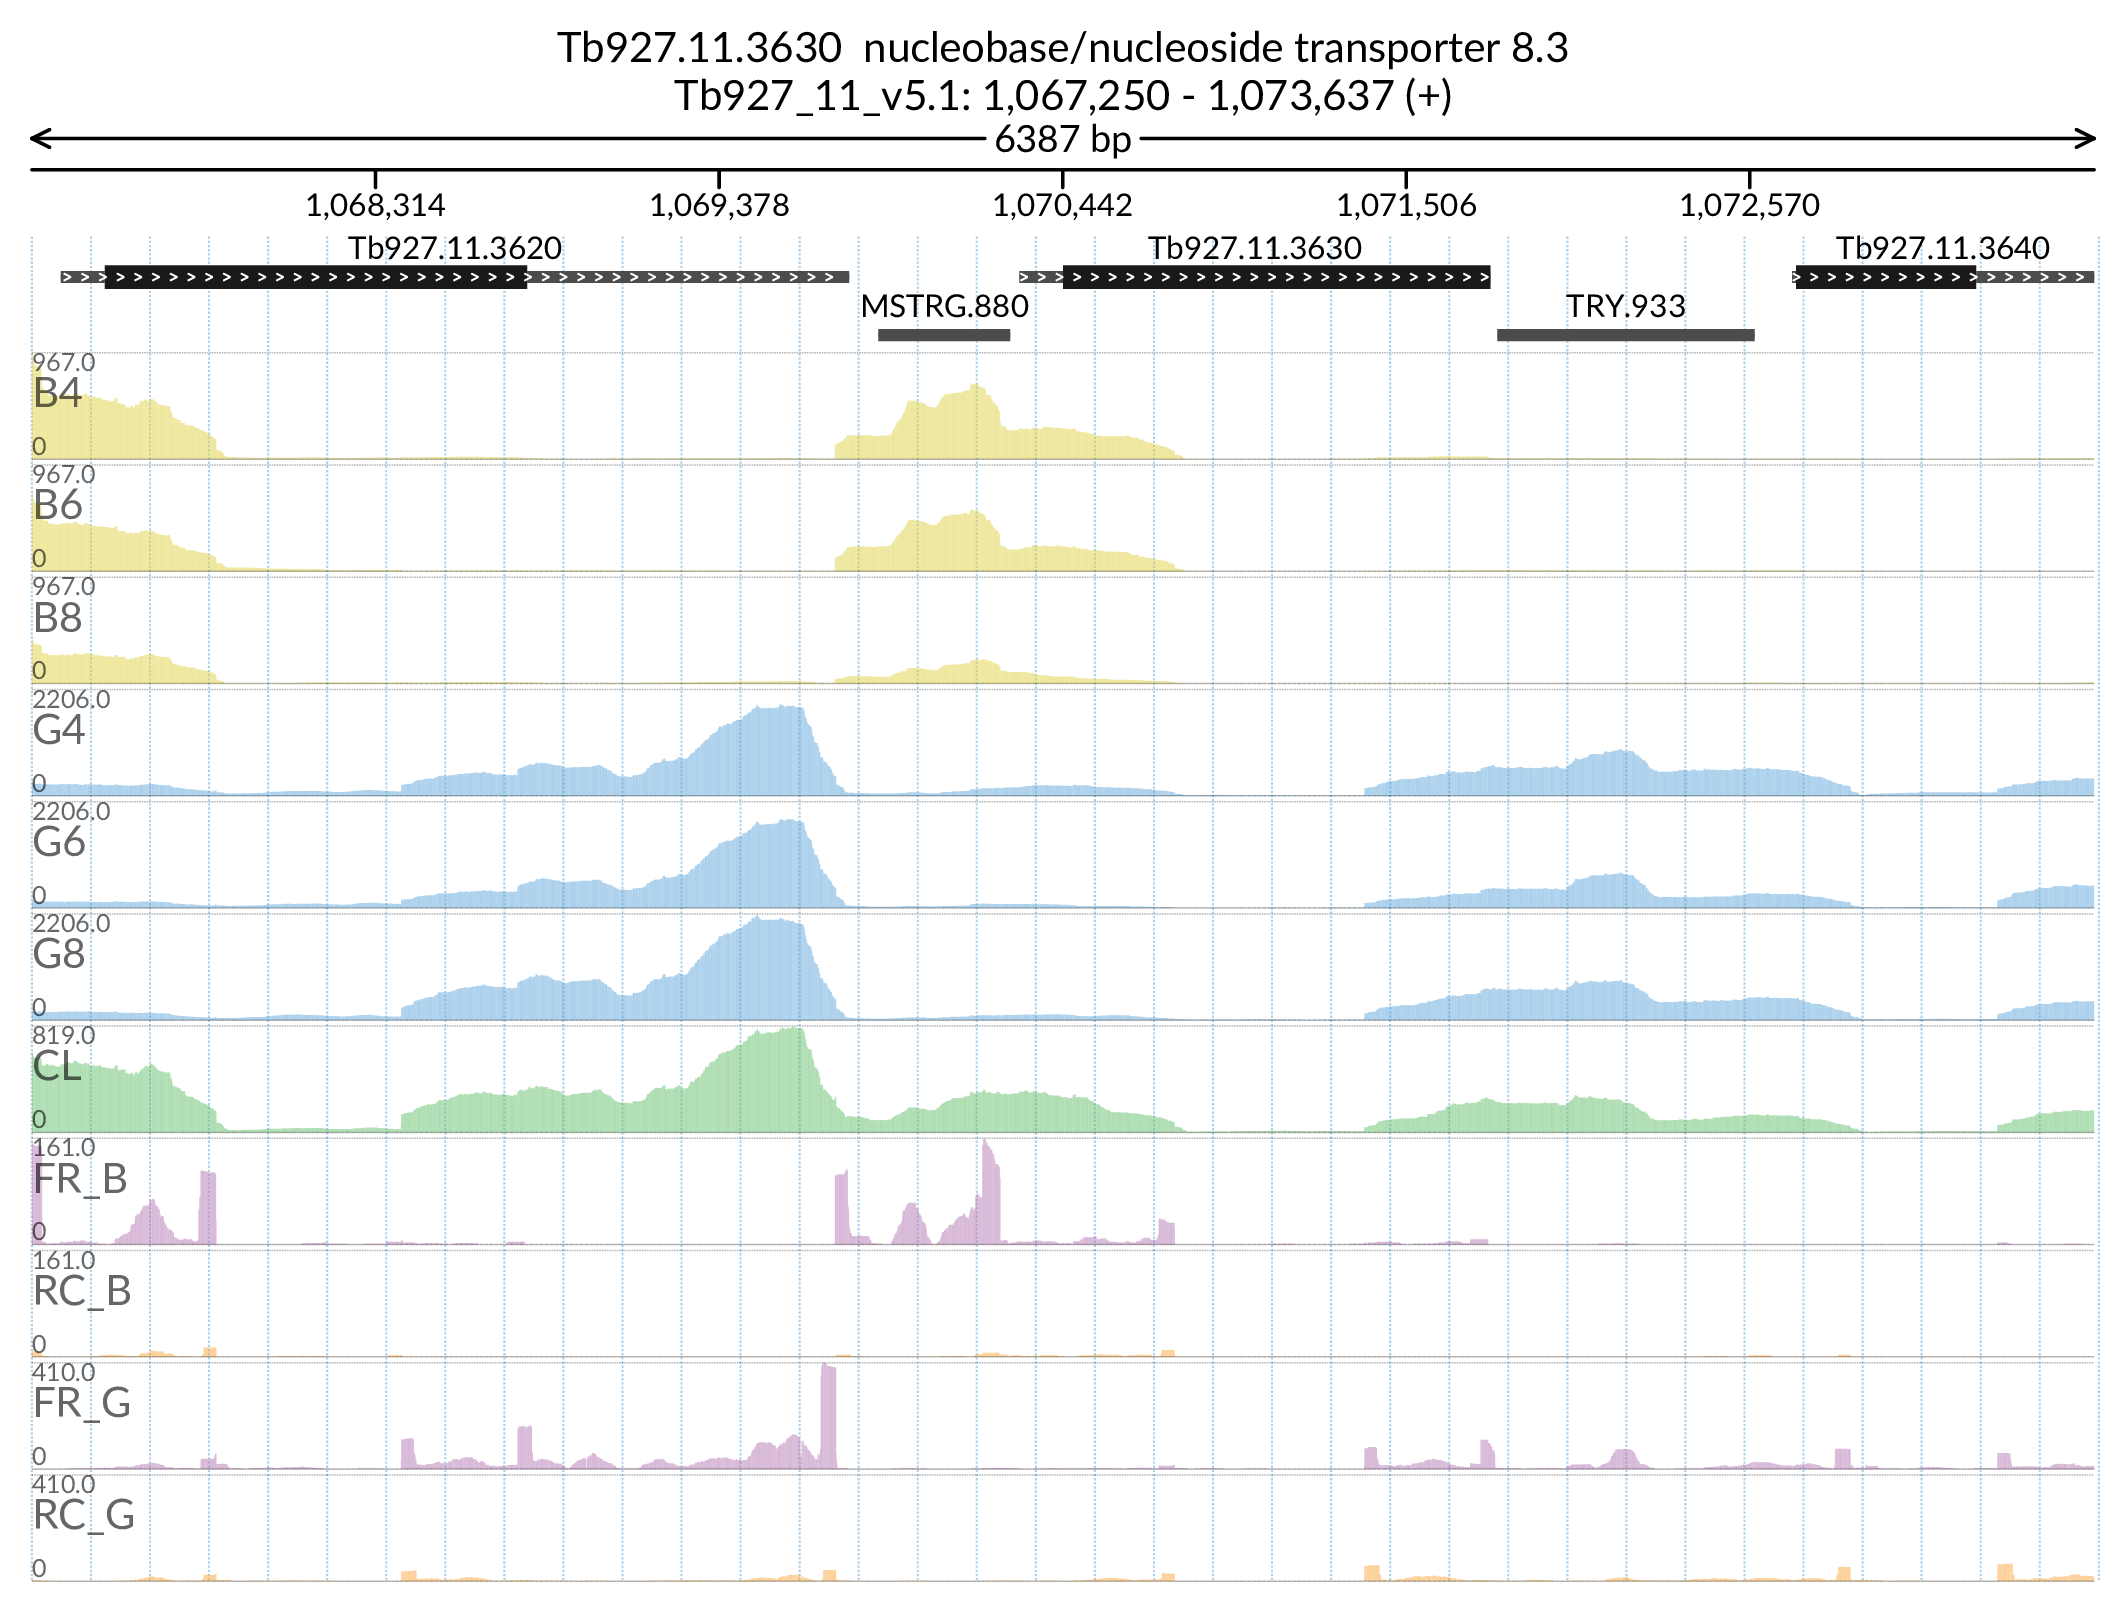 Tb927.11.3630  nucleobase/nucleoside transporter 8.3
Tb927_11_v5.1: 1,067,250 - 1,073,637 (+)
6387 bp
1,068,314 1,069,378 1,070,442 1,071,506 1,072,570
Tb927.11.3620 Tb927.11.3630 Tb927.11.3640
MSTRG.880 TRY.933
967.0
B4
0
967.0
B6
0
967.0
B8
0
2206.0
G4
0
2206.0
G6
0
2206.0
G8
0
819.0
CL
0
161.0
FR_B
0
161.0
RC_B
0
410.0
FR_G
0
410.0
RC_G
0